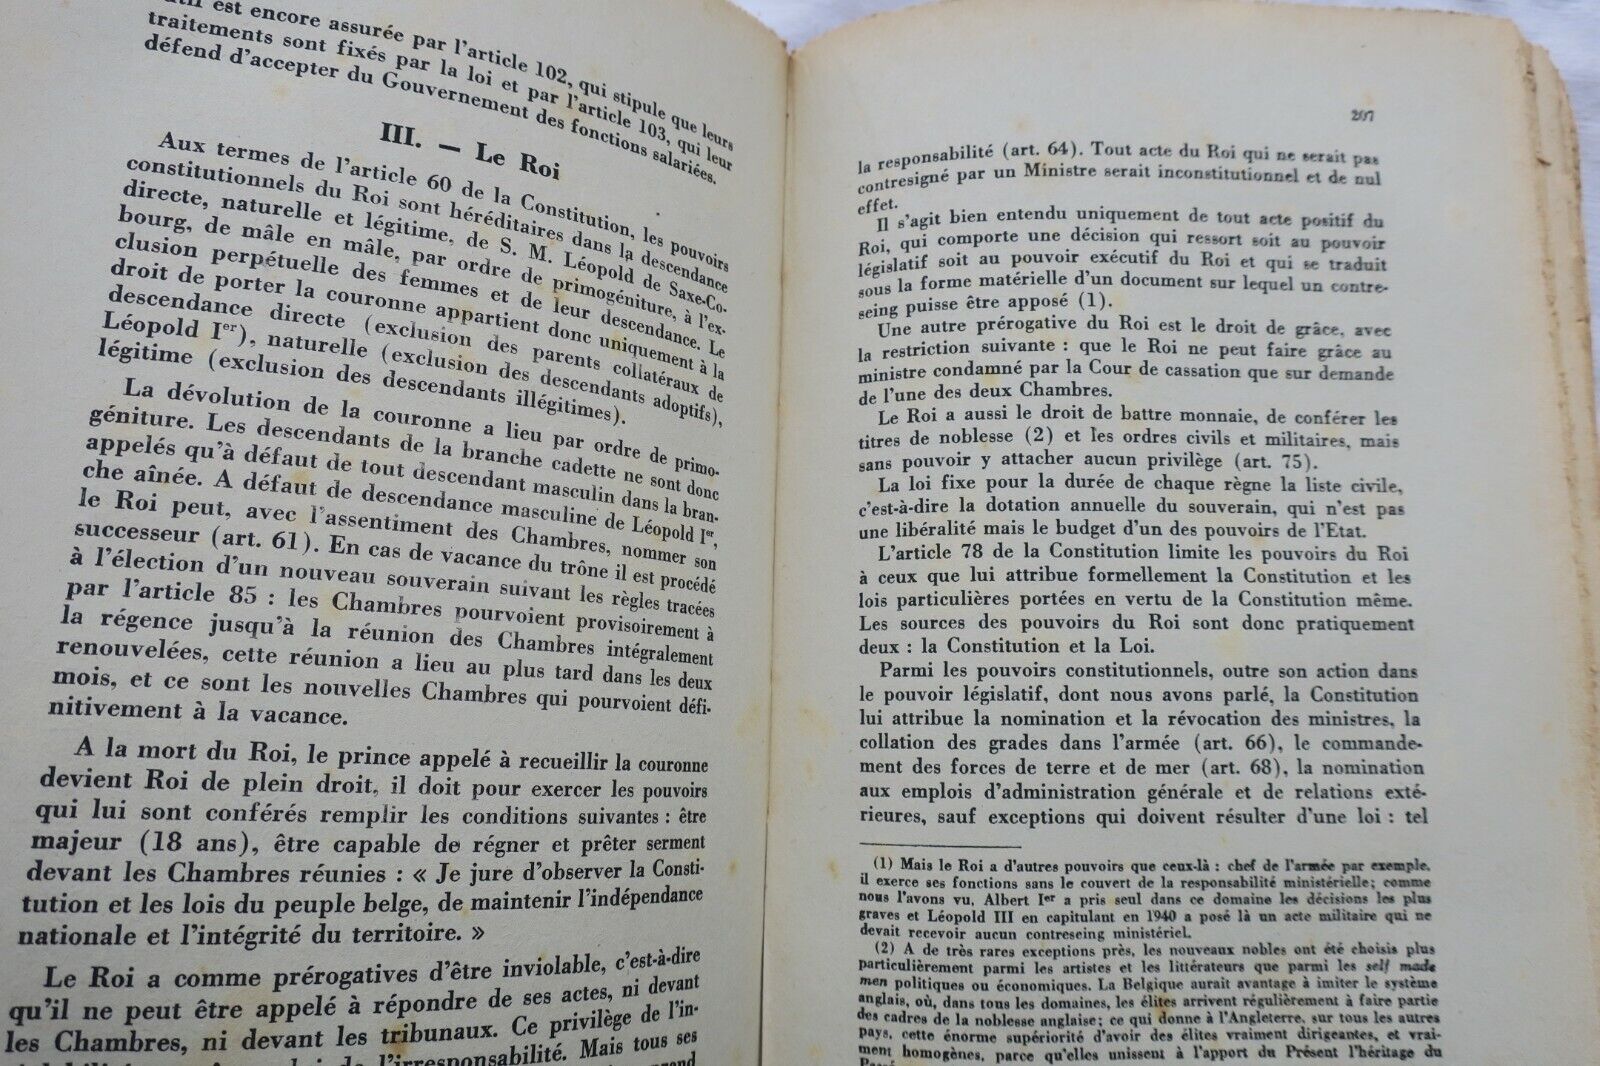 est encore assurée par l'article 102, qui stipule que leurs
traitements sont fixés par la loi et par l'article 103, qui leur
défend d'accepter du Gouvernement des fonctions salariées.
III. — Le Roi
Aux termes de l'article 60 de la Constitution, les pouvoirs
constitutionnels du Roi sont héréditaires dans la descendance
directe, naturelle et légitime, de S. M. Léopold de Saxe-Co-
bourg, de mâle en mâle, par ordre de primogéniture, à l'ex-
clusion perpétuelle des femmes et de leur descendance. Le
droit de porter la couronne appartient donc uniquement à la
descendance directe (exclusion des parents collatéraux de
Léopold Ier), naturelle (exclusion des descendants adoptifs),
légitime (exclusion des descendants illégitimes).
La dévolution de la couronne a lieu par ordre de primo-
géniture. Les descendants de la branche cadette ne sont donc
appelés qu'à défaut de tout descendant masculin dans la bran-
che aînée. A défaut de descendance masculine de Léopold Ier,
le Roi peut, avec l'assentiment des Chambres, nommer son
successeur (art. 61). En cas de vacance du trône il est procédé
à l'élection d'un nouveau souverain suivant les règles tracées
par l'article 85 : les Chambres pourvoient provisoirement à
la régence jusqu'à la réunion des Chambres intégralement
renouvelées, cette réunion a lieu au plus tard dans les deux
mois, et ce sont les nouvelles Chambres qui pourvoient défi-
nitivement à la vacance.
A la mort du Roi, le prince appelé à recueillir la couronne
devient Roi de plein droit, il doit pour exercer les pouvoirs
qui lui sont conférés remplir les conditions suivantes : être
majeur (18 ans), être capable de régner et prêter serment
devant les Chambres réunies : « Je jure d'observer la Consti-
tution et les lois du peuple belge, de maintenir l'indépendance
nationale et l'intégrité du territoire. »
Le Roi a comme prérogatives d'être inviolable, c'est-à-dire
qu'il ne peut être appelé à répondre de ses actes, ni devant
les Chambres, ni devant les tribunaux. Ce privilège de l'in-
de l'irresponsabilité. Mais tous ses
207
la responsabilité (art. 64). Tout acte du Roi qui ne serait pas
contresigné par un Ministre serait inconstitutionnel et de nul
effet.
Il s'agit bien entendu uniquement de tout acte positif du
Roi, qui comporte une décision qui ressort soit au pouvoir
législatif soit au pouvoir exécutif du Roi et qui se traduit
sous la forme matérielle d'un document sur lequel un contre-
seing puisse être apposé (1).
Une autre prérogative du Roi est le droit de grâce, avec
la restriction suivante : que le Roi ne peut faire grâce au
ministre condamné par la Cour de cassation que sur demande
de l'une des deux Chambres.
Le Roi a aussi le droit de battre monnaie, de conférer les
titres de noblesse (2) et les ordres civils et militaires, mais
sans pouvoir y attacher aucun privilège (art. 75).
La loi fixe pour la durée de chaque règne la liste civile,
c'est-à-dire la dotation annuelle du souverain, qui n'est pas
une libéralité mais le budget d'un des pouvoirs de l'Etat.
L'article 78 de la Constitution limite les pouvoirs du Roi
à ceux que lui attribue formellement la Constitution et les
lois particulières portées en vertu de la Constitution même.
Les sources des pouvoirs du Roi sont donc pratiquement
deux : la Constitution et la Loi.
Parmi les pouvoirs constitutionnels, outre son action dans
le pouvoir législatif, dont nous avons parlé, la Constitution
lui attribue la nomination et la révocation des ministres, la
collation des grades dans l'armée (art. 66), le commande-
ment des forces de terre et de mer (art. 68), la nomination
aux emplois d'administration générale et de relations exté-
rieures, sauf exceptions qui doivent résulter d'une loi : tel
(1) Mais le Roi a d'autres pouvoirs que ceux-là : chef de l'armée par exemple,
il exerce ses fonctions sans le couvert de la responsabilité ministérielle; comme
nous l'avons vu, Albert Ier a pris seul dans ce domaine les décisions les plus
graves et Léopold III en capitulant en 1940 a posé là un acte militaire qui ne
devait recevoir aucun contreseing ministériel.
(2) A de très rares exceptions près, les nouveaux nobles ont été choisis plus
particulièrement parmi les artistes et les littérateurs que parmi les self made
men politiques ou économiques. La Belgique aurait avantage à imiter le système
anglais, où, dans tous les domaines, les élites arrivent régulièrement à faire partie
des cadres de la noblesse anglaise; ce qui donne à l'Angleterre, sur tous les autres
pays, cette énorme supériorité d'avoir des élites vraiment dirigeantes, et vrai-
ment homogènes, parce qu'elles unissent à l'apport du Présent l'héritage du